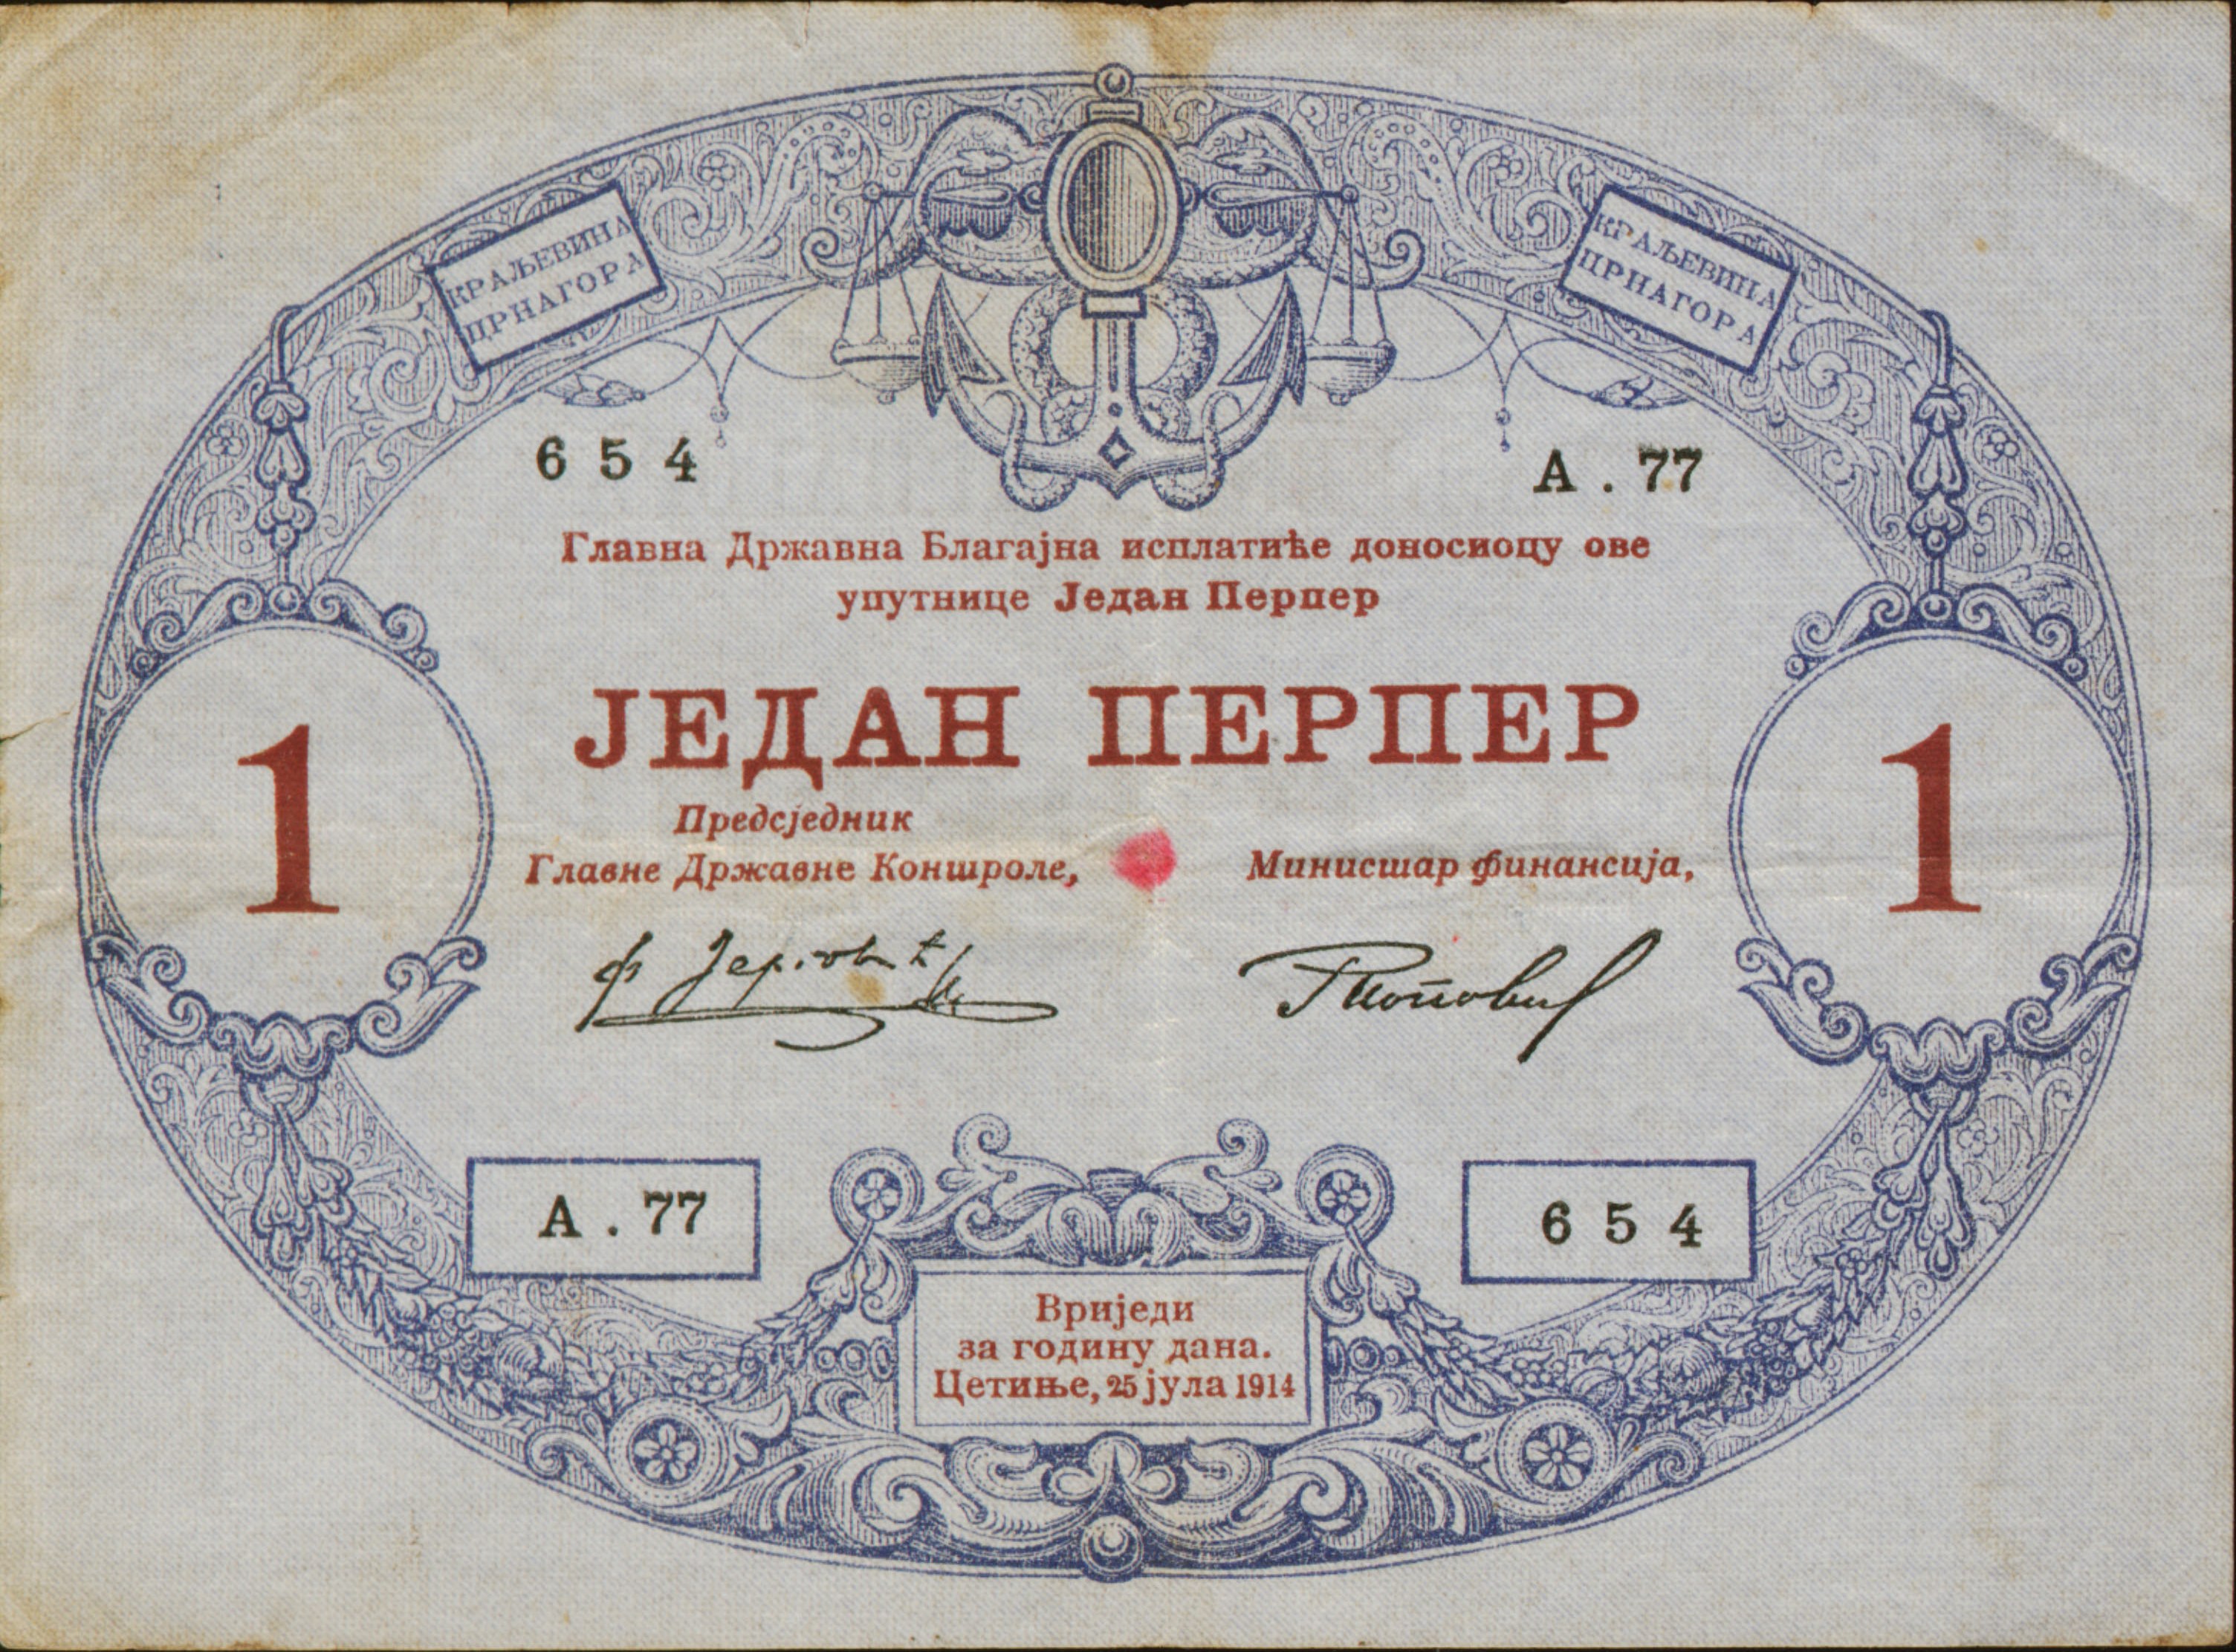 КРАЉЕВИНА
ЦРНАГОРА
КРАЉЕВИНА
ЦРНАГОРА
654
А.77
Главна Државна Благајна исплатиће доносиоцу ове
упутнице Један Перпер
ЈЕДАН ПЕРПЕР
1
1
Предсједник
Главне Државне Контроле,
Министар финансија,
А.77
654
Вриједи
за годину дана.
Цетиње, 25 јула 1914